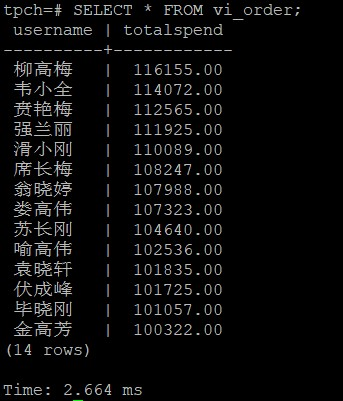 tpch=# SELECT * FROM vi_order;
username | totalspend
----------+------------
柳高梅 | 116155.00
韦小全 | 114072.00
贲艳梅 | 112565.00
强兰丽 | 111925.00
滑小刚 | 110089.00
席长梅 | 108247.00
翁晓婷 | 107988.00
娄高伟 | 107323.00
苏长刚 | 104640.00
喻高伟 | 102536.00
袁晓轩 | 101835.00
伏成峰 | 101725.00
毕晓刚 | 101057.00
金高芳 | 100322.00
(14 rows)
Time: 2.664 ms